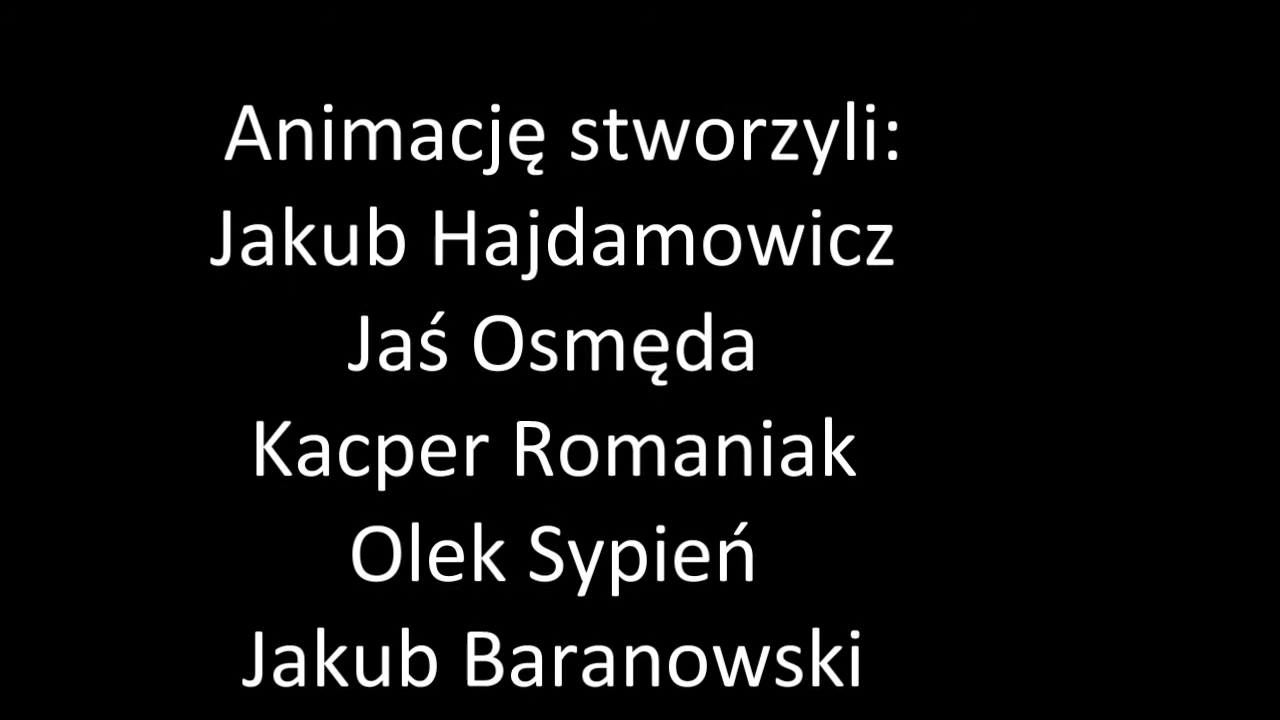 Animację stworzyli:
Jakub Hajdamowicz
Jaś Osmęda
Kacper Romaniak
Olek Sypień
Jakub Baranowski